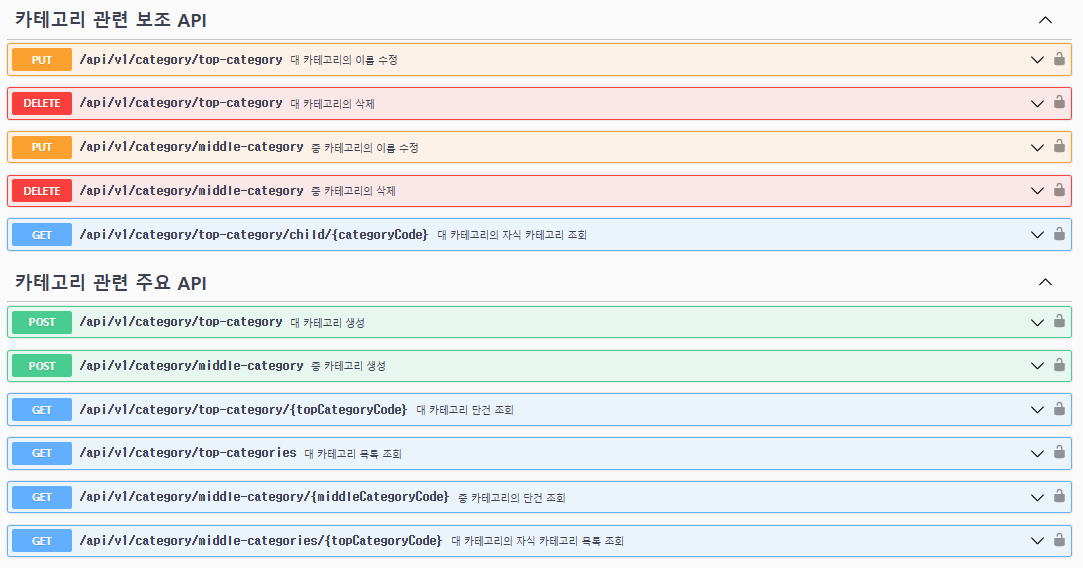 카테고리 관련 보조 API
PUT /api/v1/category/top-category 대 카테고리의 이름 수정
DELETE /api/v1/category/top-category 대 카테고리의 삭제
PUT /api/v1/category/middle-category 중 카테고리의 이름 수정
DELETE /api/v1/category/middle-category 중 카테고리의 삭제
GET /api/v1/category/top-category/child/{categoryCode} 대 카테고리의 자식 카테고리 조회
카테고리 관련 주요 API
POST /api/v1/category/top-category 대 카테고리 생성
POST /api/v1/category/middle-category 중 카테고리 생성
GET /api/v1/category/top-category/{topCategoryCode} 대 카테고리 단건 조회
GET /api/v1/category/top-categories 대 카테고리 목록 조회
GET /api/v1/category/middle-category/{middleCategoryCode} 중 카테고리의 단건 조회
GET /api/v1/category/middle-categories/{topCategoryCode} 대 카테고리의 자식 카테고리 목록 조회